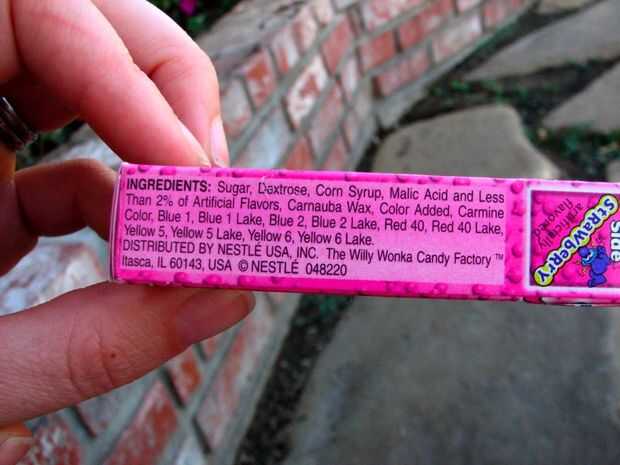 INGREDIENTS: Sugar, Dextrose, Corn Syrup, Malic Acid and Less
Than 2% of Artificial Flavors, Carnauba Wax, Color Added, Carmine
Color, Blue 1, Blue 1 Lake, Blue 2, Blue 2 Lake, Red 40, Red 40 Lake,
Yellow 5, Yellow 5 Lake, Yellow 6, Yellow 6 Lake.
DISTRIBUTED BY NESTLÉ USA, INC. The Willy Wonka Candy Factory ™
Itasca, IL 60143, USA © NESTLÉ 048220
Side
artificially
flavored
STRawbeRRY